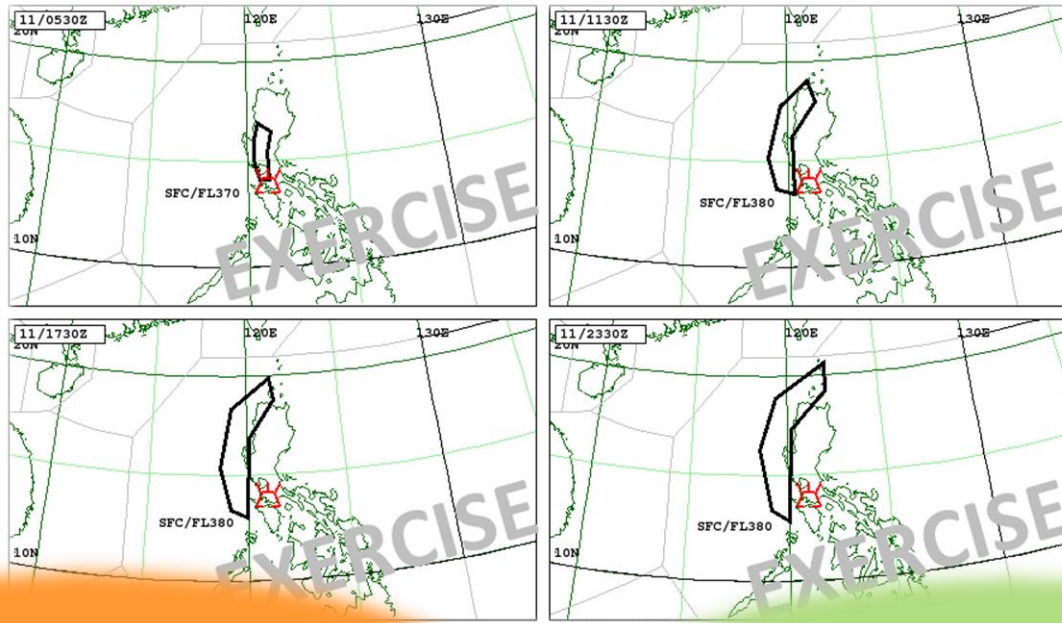 11/0530Z
120E
130E
20N
SFC/FL370
10N
EXERCISE
11/1130Z
120E
130E
20N
SFC/FL380
10N
EXERCISE
11/1730Z
120E
130E
20N
SFC/FL380
10N
EXERCISE
11/2330Z
120E
130E
20N
SFC/FL380
10N
EXERCISE